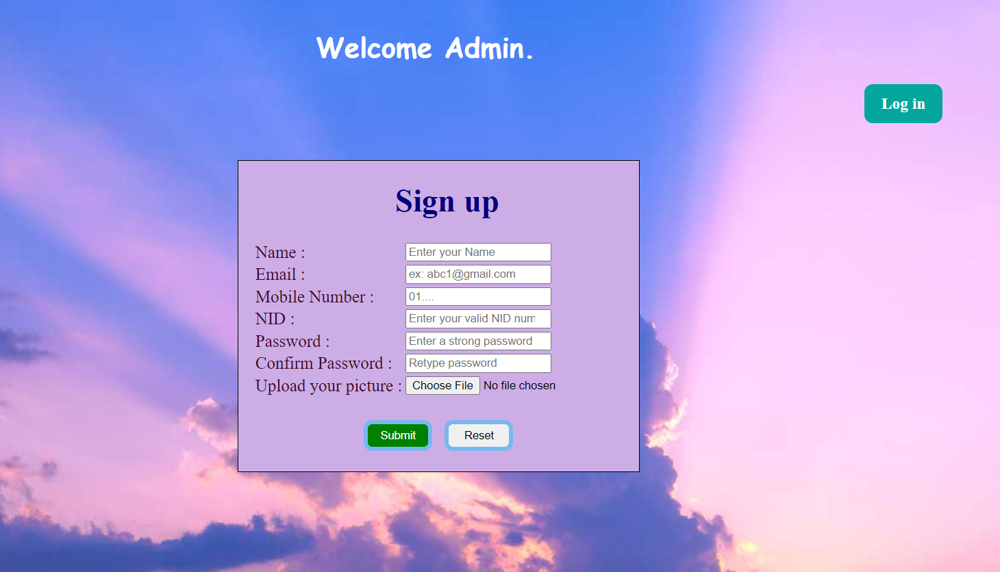 Welcome Admin.
Log in
Sign up
Name : Enter your Name
Email : ex: abc1@gmail.com
Mobile Number : 01....
NID : Enter your valid NID num
Password : Enter a strong password
Confirm Password : Retype password
Upload your picture : Choose File No file chosen
Submit Reset